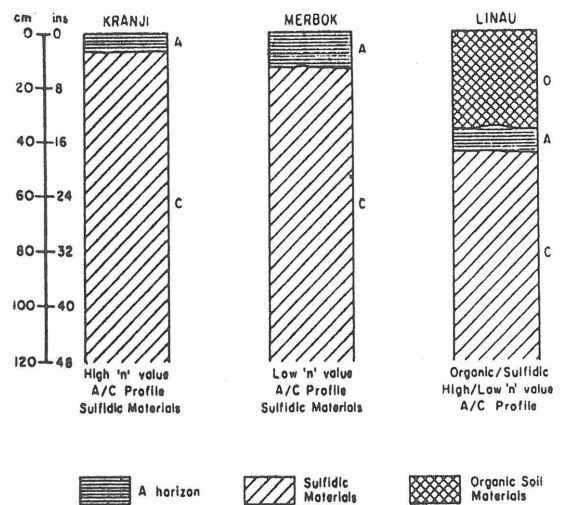 cm ins KRANJI MERBOK LINAU
0 0
A A O
20 8
40 16
A
60 24
C C C
80 32
100 40
120 48
High 'n' value
A/C Profile
Sulfidic Materials
Low 'n' value
A/C Profile
Sulfidic Materials
Organic/Sulfidic
High/Low 'n' value
A/C Profile
A horizon
Sulfidic
Materials
Organic Soil
Materials